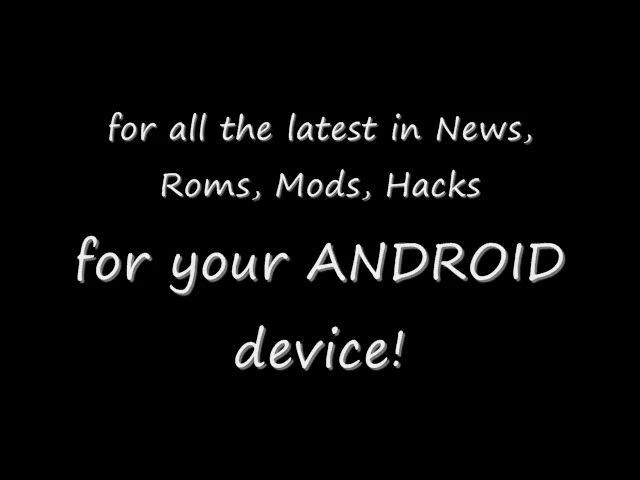 for all the latest in News,
Roms, Mods, Hacks
for your ANDROID
device!